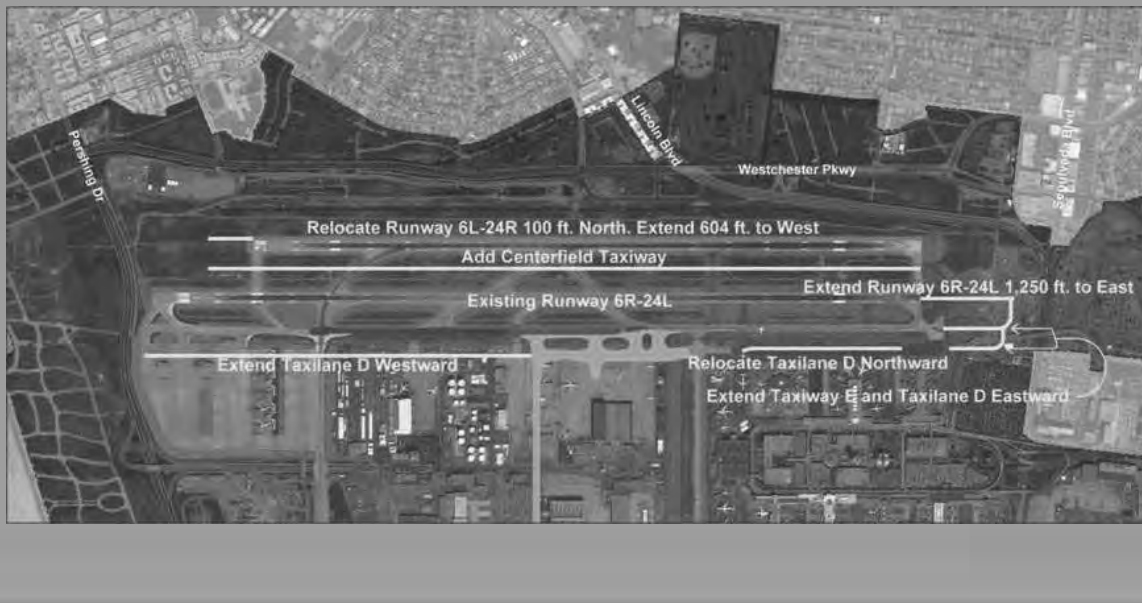 Pershing Dr
Lincoln Blvd
Sepulveda Blvd
Westchester Pkwy
Relocate Runway 6L-24R 100 ft. North. Extend 604 ft. to West
Add Centerfield Taxiway
Extend Runway 6R-24L 1,250 ft. to East
Existing Runway 6R-24L
Extend Taxilane D Westward
Relocate Taxilane D Northward
Extend Taxiway E and Taxilane D Eastward